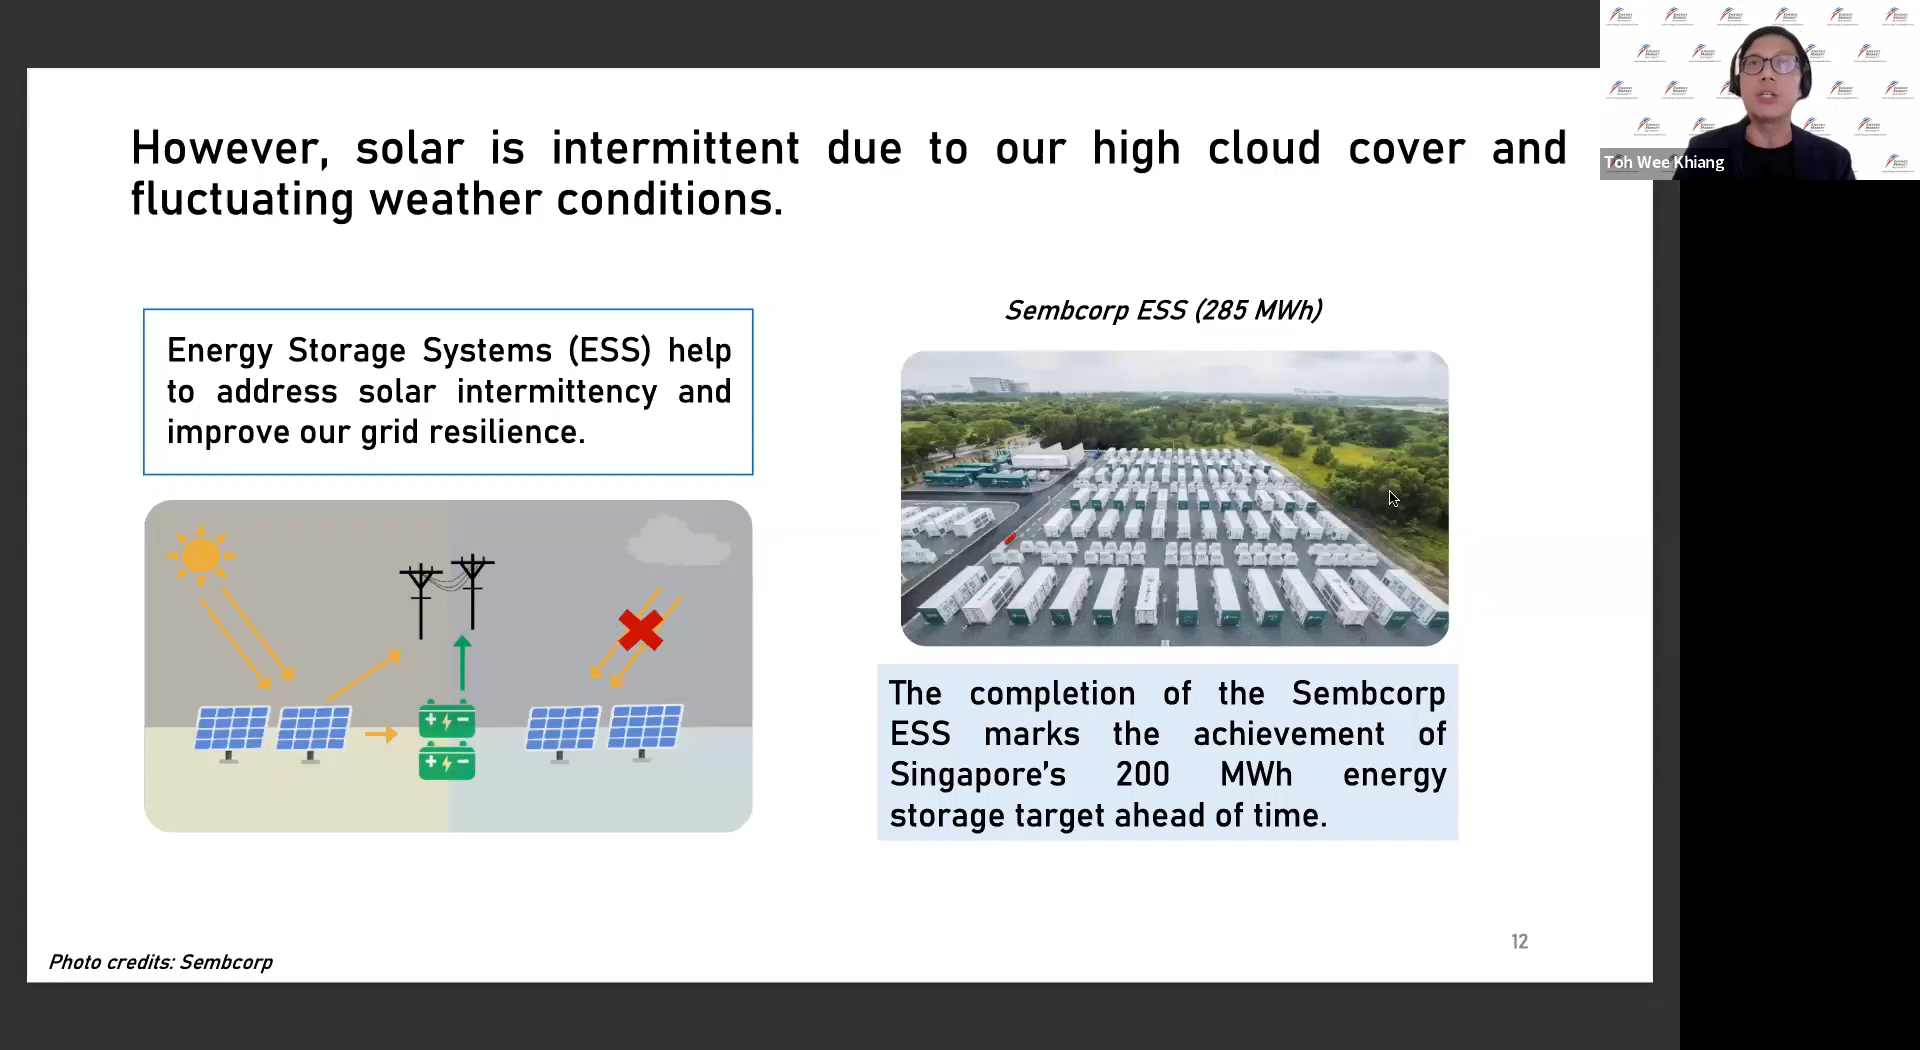 However, solar is intermittent due to our high cloud cover and
fluctuating weather conditions.
Toh Wee Khiang
Energy Storage Systems (ESS) help
to address solar intermittency and
improve our grid resilience.
Sembcorp ESS (285 MWh)
The completion of the Sembcorp
ESS marks the achievement of
Singapore's 200 MWh energy
storage target ahead of time.
12
Photo credits: Sembcorp